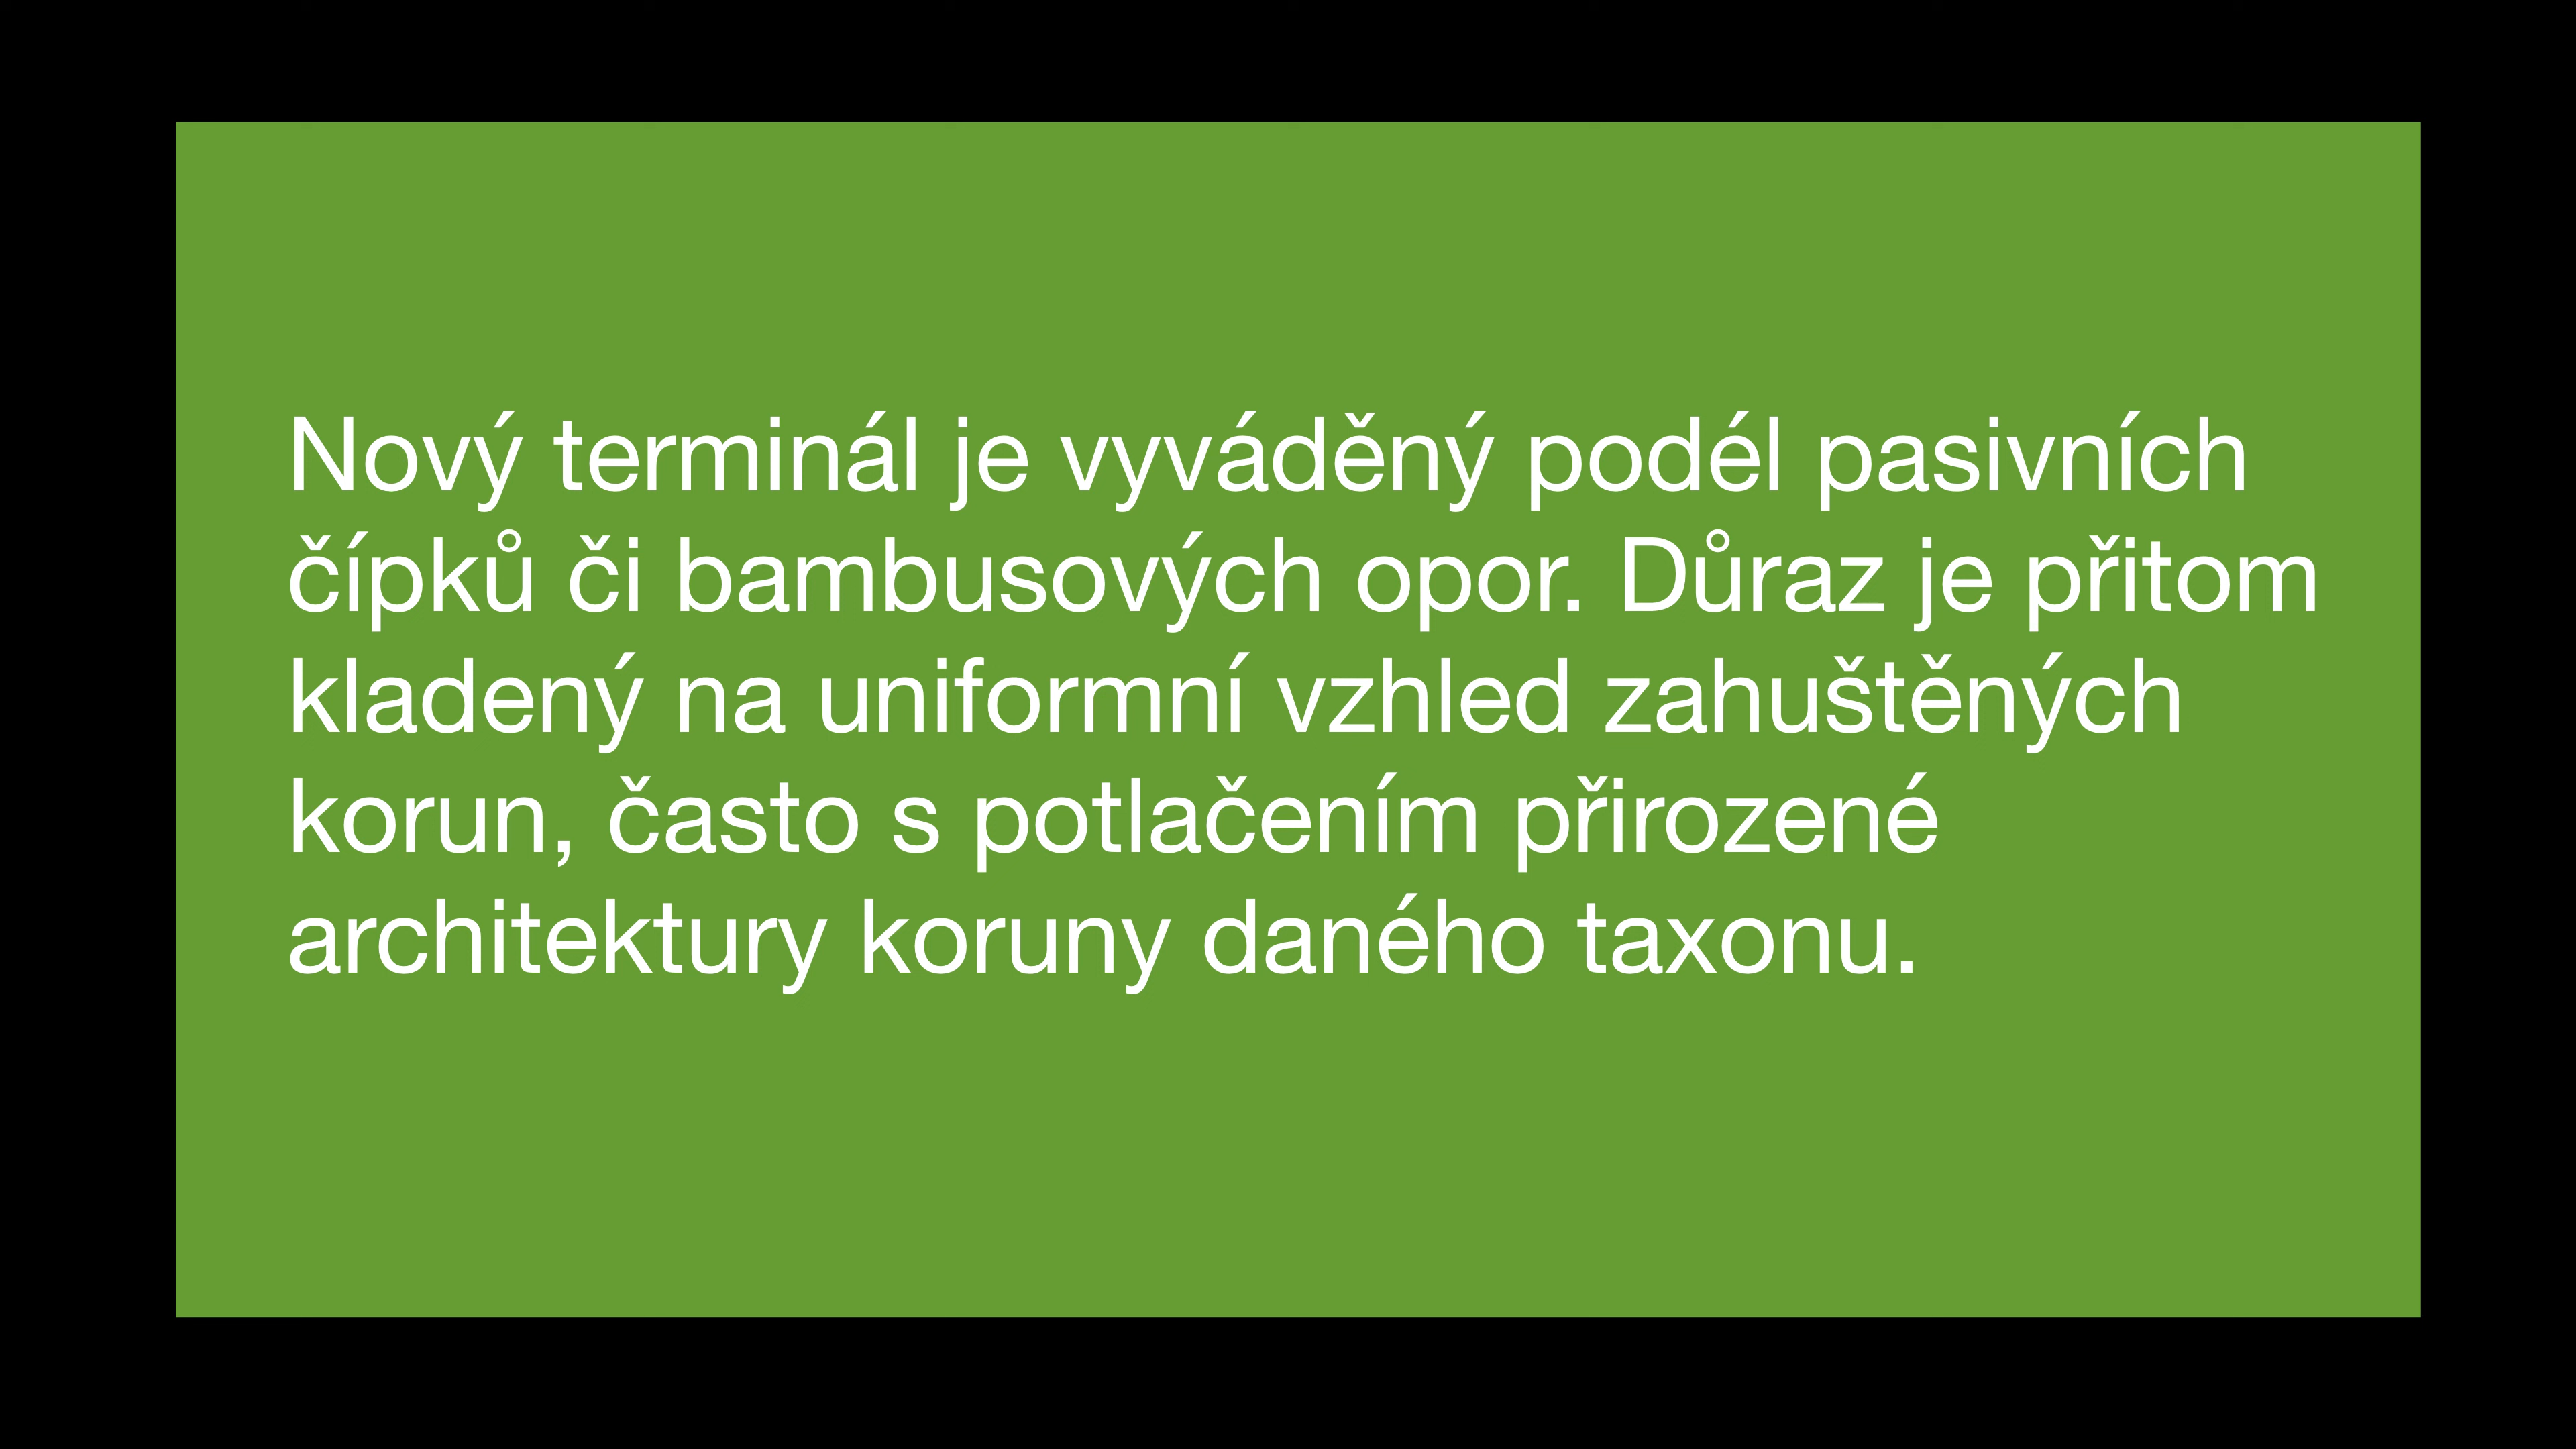 Nový terminál je vyváděný podél pasivních
čípků či bambusových opor. Důraz je přitom
kladený na uniformní vzhled zahuštěných
korun, často s potlačením přirozené
architektury koruny daného taxonu.